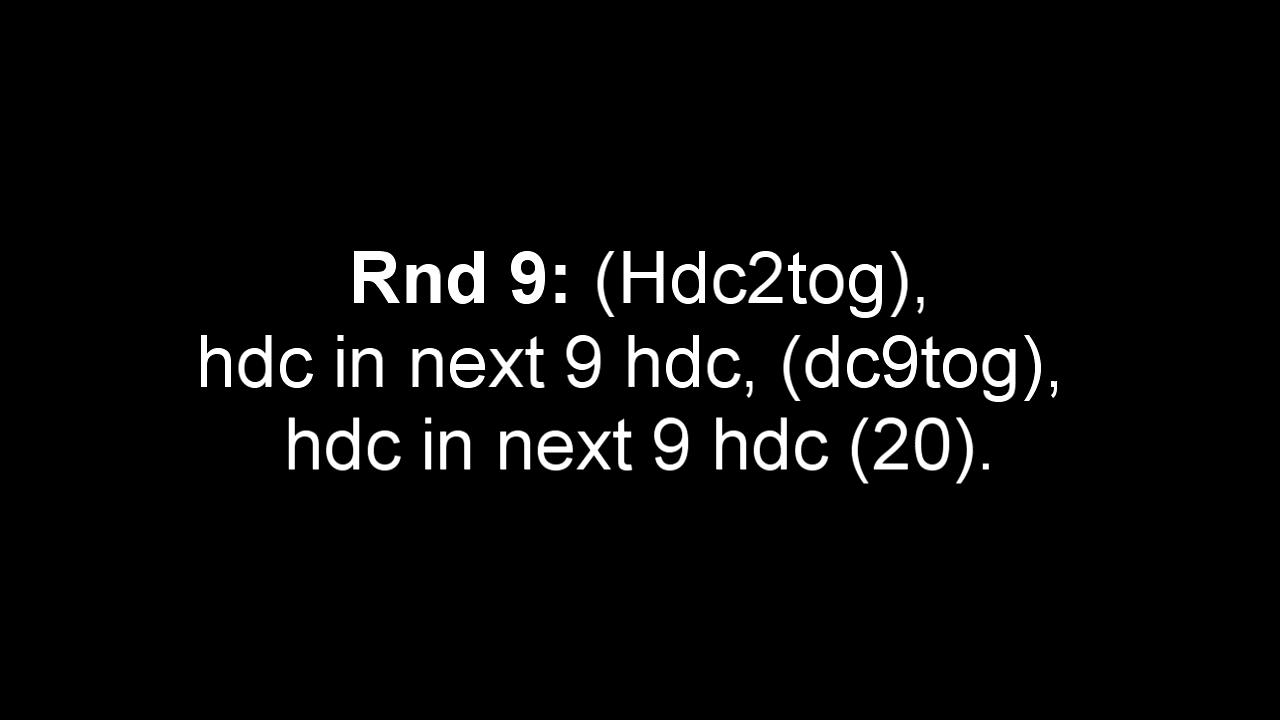 Rnd 9: (Hdc2tog),
hdc in next 9 hdc, (dc9tog),
hdc in next 9 hdc (20).